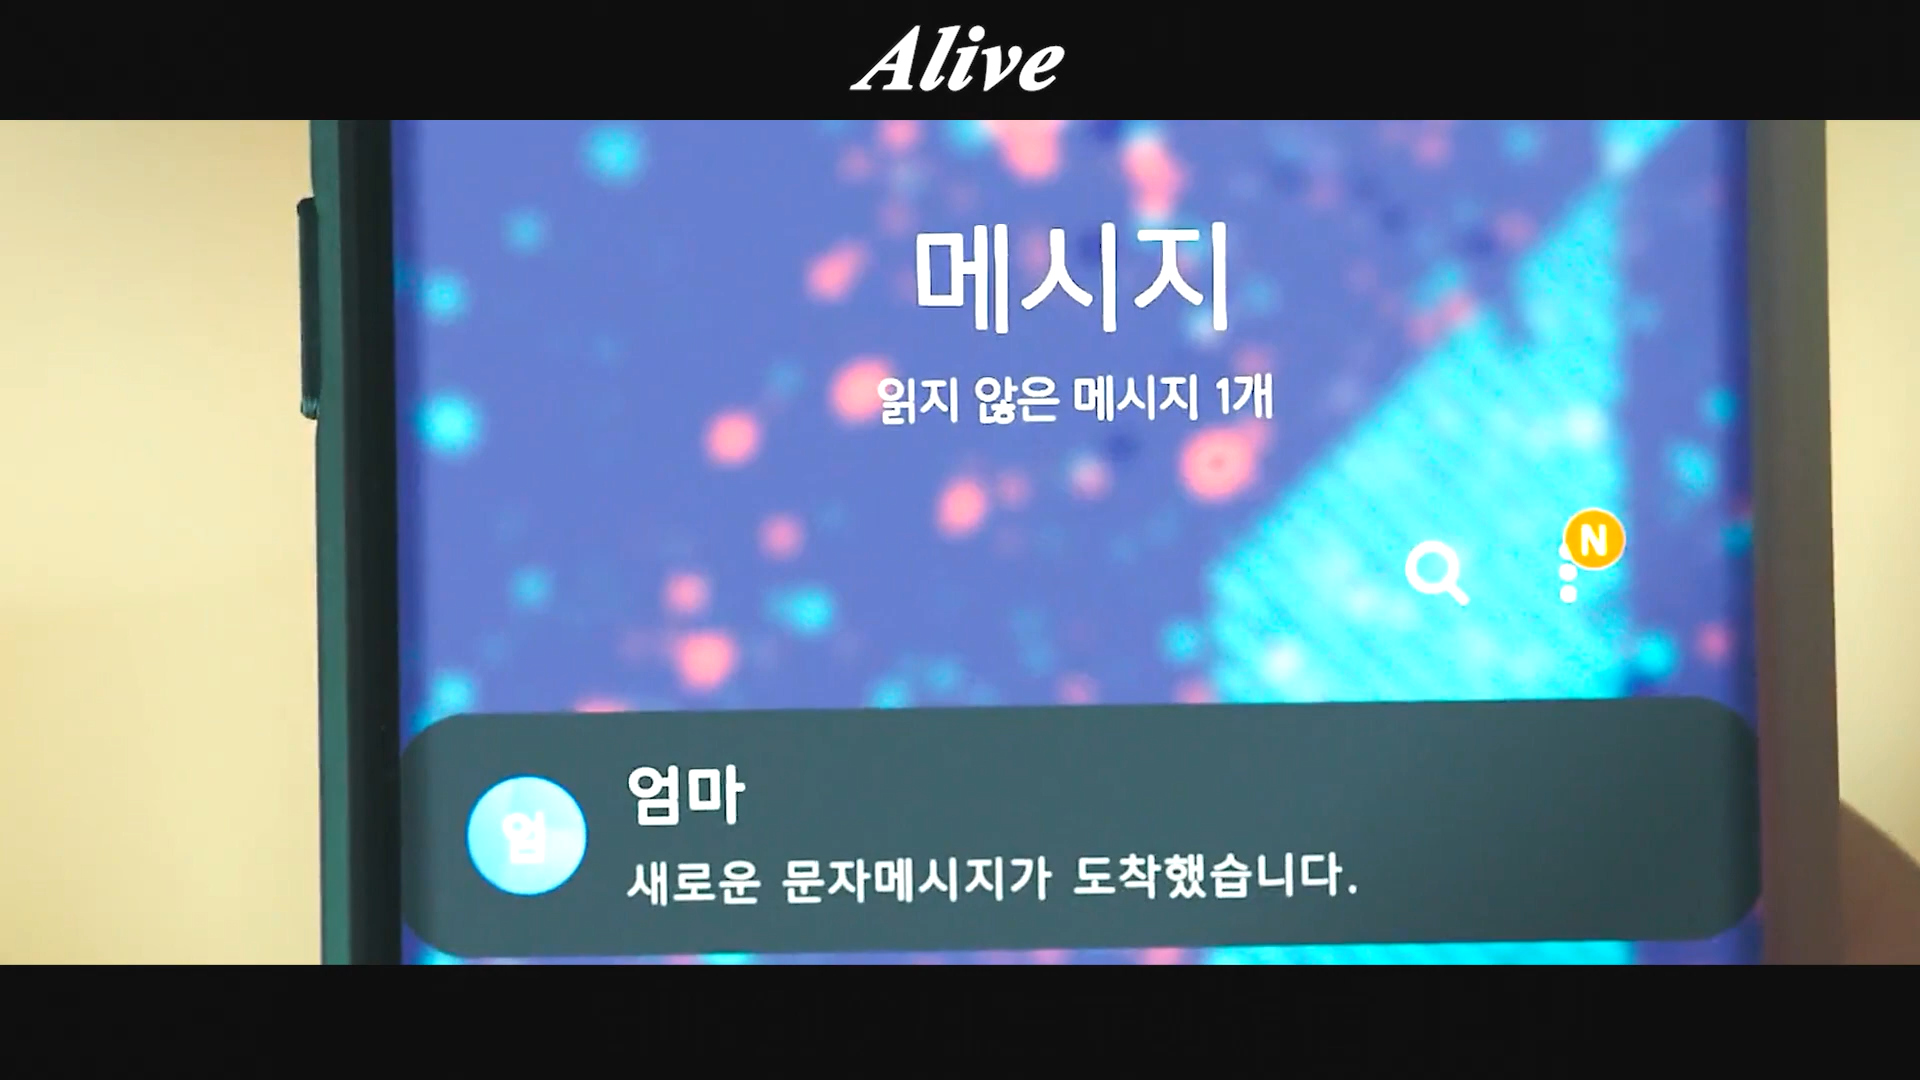 Alive
메시지
읽지 않은 메시지 1개
N
엄마
엄
새로운 문자메시지가 도착했습니다.